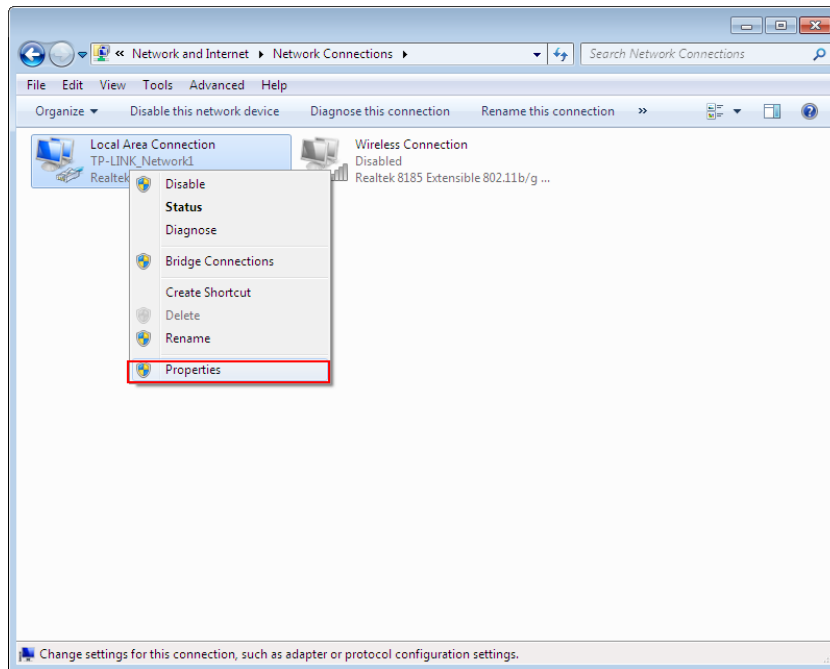 « Network and Internet ▸ Network Connections ▸
Search Network Connections
File Edit View Tools Advanced Help
Organize Disable this network device Diagnose this connection Rename this connection »
Local Area Connection
TP-LINK_Network1
Realtek
Wireless Connection
Disabled
Realtek 8185 Extensible 802.11b/g ...
Disable
Status
Diagnose
Bridge Connections
Create Shortcut
Delete
Rename
Properties
Change settings for this connection, such as adapter or protocol configuration settings.